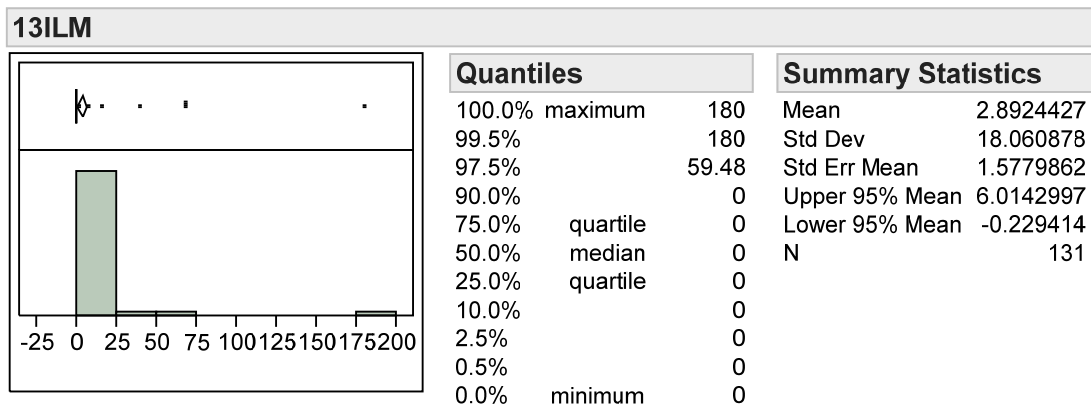 13ILM
-25 0 25 50 75 100 125 150 175 200
Quantiles
100.0% maximum 180
99.5% 180
97.5% 59.48
90.0% 0
75.0% quartile 0
50.0% median 0
25.0% quartile 0
10.0% 0
2.5% 0
0.5% 0
0.0% minimum 0
Summary Statistics
Mean 2.8924427
Std Dev 18.060878
Std Err Mean 1.5779862
Upper 95% Mean 6.0142997
Lower 95% Mean -0.229414
N 131